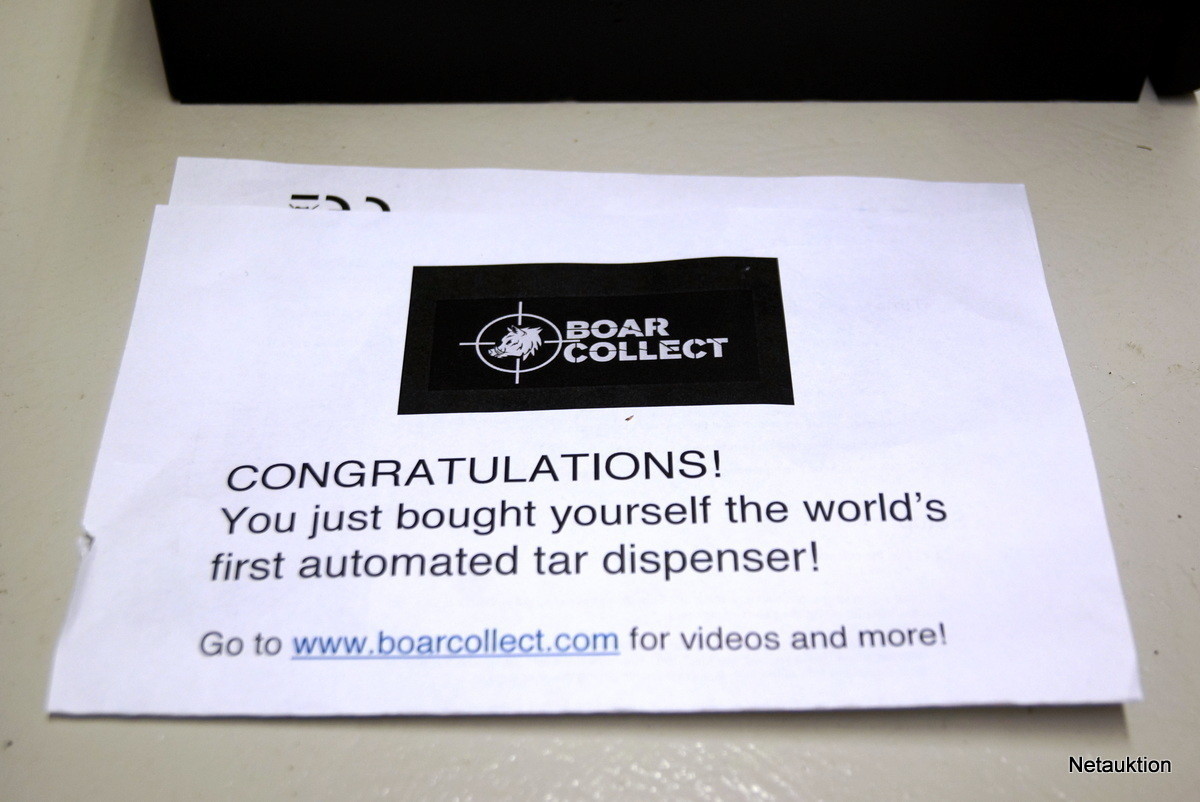 BOAR
COLLECT
CONGRATULATIONS!
You just bought yourself the world's
first automated tar dispenser!
Go to www.boarcollect.com for videos and more!
Netauktion